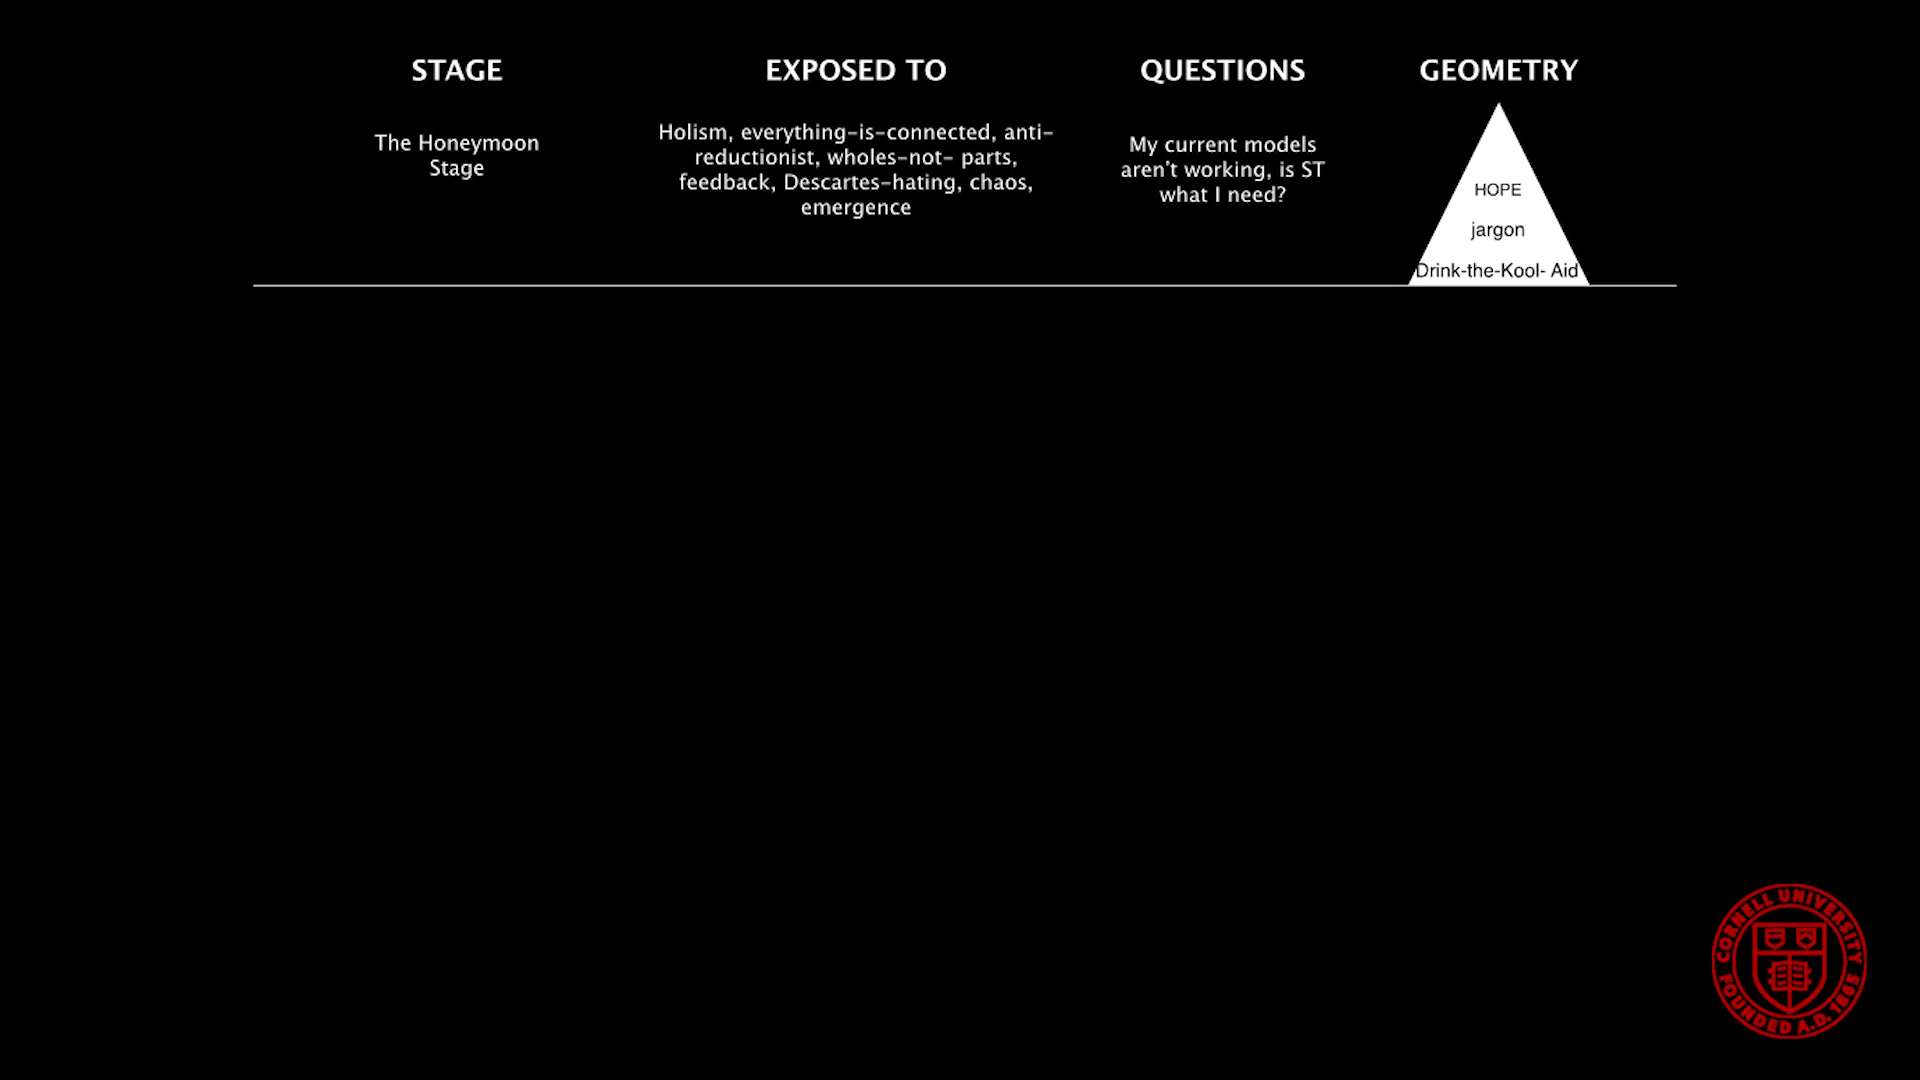 STAGE
EXPOSED TO
QUESTIONS
GEOMETRY
The Honeymoon
Stage
Holism, everything-is-connected, anti-
reductionist, wholes-not- parts,
feedback, Descartes-hating, chaos,
emergence
My current models
aren't working, is ST
what I need?
HOPE
jargon
Drink-the-Kool- Aid
CORNELL UNIVERSITY
FOUNDED A.D. 1865